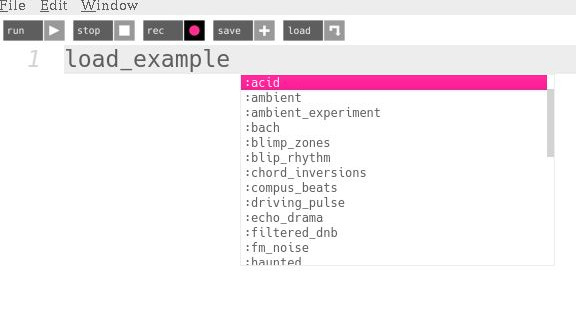 File Edit Window
run stop rec save load
1 load_example
:acid
:ambient
:ambient_experiment
:bach
:blimp_zones
:blip_rhythm
:chord_inversions
:compus_beats
:driving_pulse
:echo_drama
:filtered_dnb
:fm_noise
:haunted